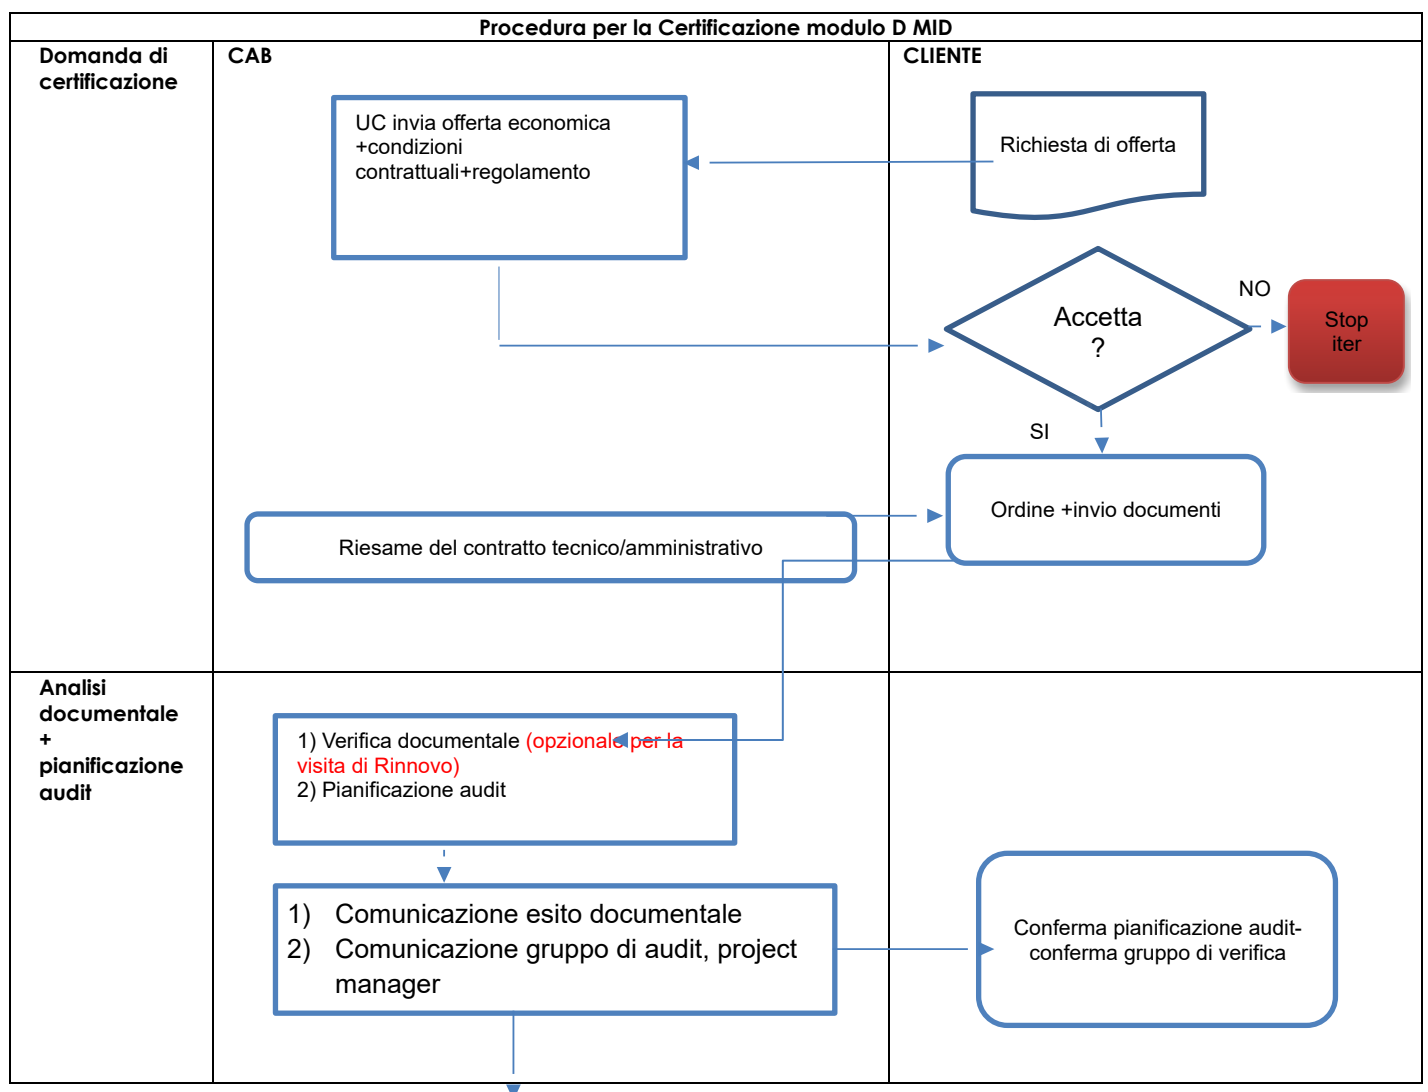 Procedura per la Certificazione modulo D MID
Domanda di
certificazione
CAB
CLIENTE
UC invia offerta economica
+condizioni
contrattuali+regolamento
Richiesta di offerta
Accetta
?
NO
Stop
iter
SI
Ordine +invio documenti
Riesame del contratto tecnico/amministrativo
Analisi
documentale
+
pianificazione
audit
1) Verifica documentale (opzionale per la
visita di Rinnovo)
2) Pianificazione audit
1) Comunicazione esito documentale
2) Comunicazione gruppo di audit, project
manager
Conferma pianificazione audit-
conferma gruppo di verifica